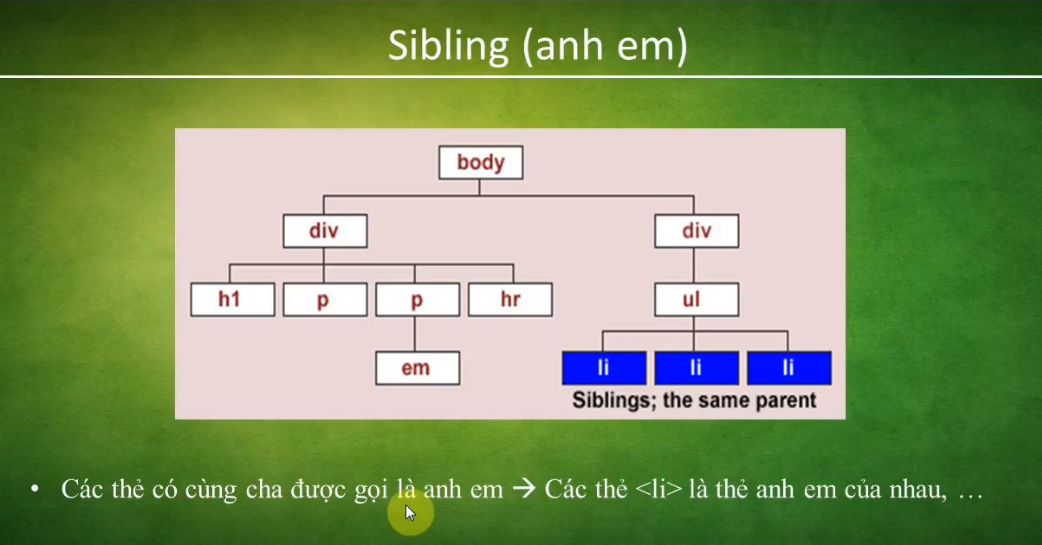 Sibling (anh em)
body
div div
h1 p p hr ul
em li li li
Siblings; the same parent
• Các thẻ có cùng cha được gọi là anh em → Các thẻ <li> là thẻ anh em của nhau, …